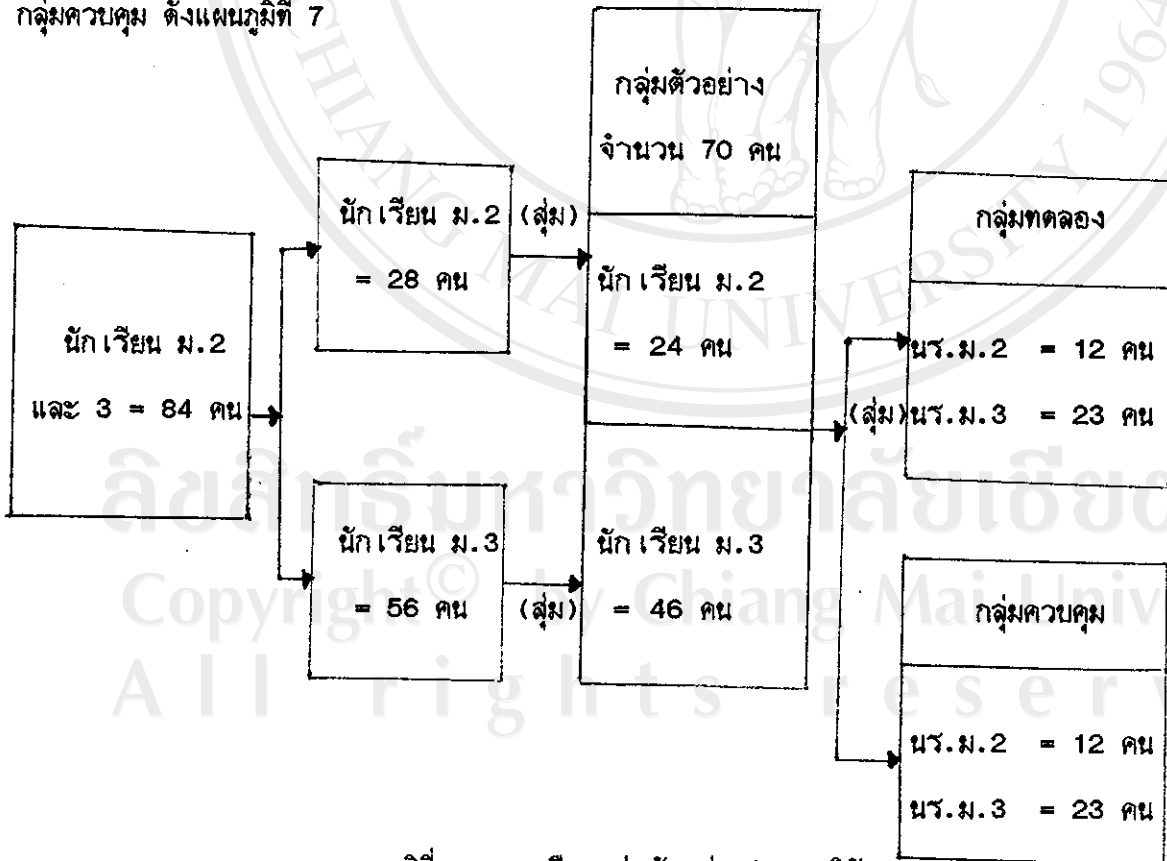 กลุ่มควบคุม ดังแผนภูมิที่ 7
นักเรียน ม.2
และ 3 = 84 คน
นักเรียน ม.2
= 28 คน
(สุ่ม)
นักเรียน ม.3
= 56 คน
(สุ่ม)
กลุ่มตัวอย่าง
จำนวน 70 คน
นักเรียน ม.2
= 24 คน
นักเรียน ม.3
= 46 คน
(สุ่ม)
กลุ่มทดลอง
นร.ม.2 = 12 คน
นร.ม.3 = 23 คน
กลุ่มควบคุม
นร.ม.2 = 12 คน
นร.ม.3 = 23 คน
CHIANG MAI UNIVERSITY 1964
ลิขสิทธิ์มหาวิทยาลัยเชียง
Copyright© by Chiang Mai Univ
All rights reserv